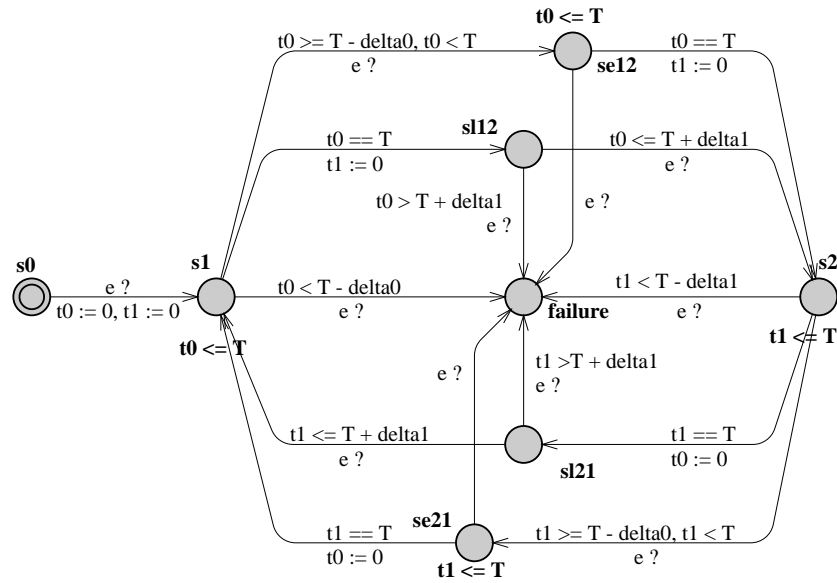 t0 <= T
t0 >= T - delta0, t0 < T
e ?
se12
t0 == T
t1 := 0
sl12
t0 == T
t1 := 0
t0 <= T + delta1
e ?
t0 > T + delta1
e ?
e ?
s0
e ?
t0 := 0, t1 := 0
s1
t0 <= T
t0 < T - delta0
e ?
failure
t1 < T - delta1
e ?
s2
t1 <= T
e ?
t1 >T + delta1
e ?
t1 <= T + delta1
e ?
sl21
t1 == T
t0 := 0
se21
t1 == T
t0 := 0
t1 <= T
t1 >= T - delta0, t1 < T
e ?